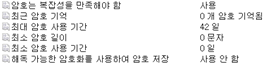 암호는 복잡성을 만족해야 함 사용
최근 암호 기억 0 개 암호 기억됨
최대 암호 사용 기간 42 일
최소 암호 길이 0 문자
최소 암호 사용 기간 0 일
해독 가능한 암호화를 사용하여 암호 저장 사용 안 함